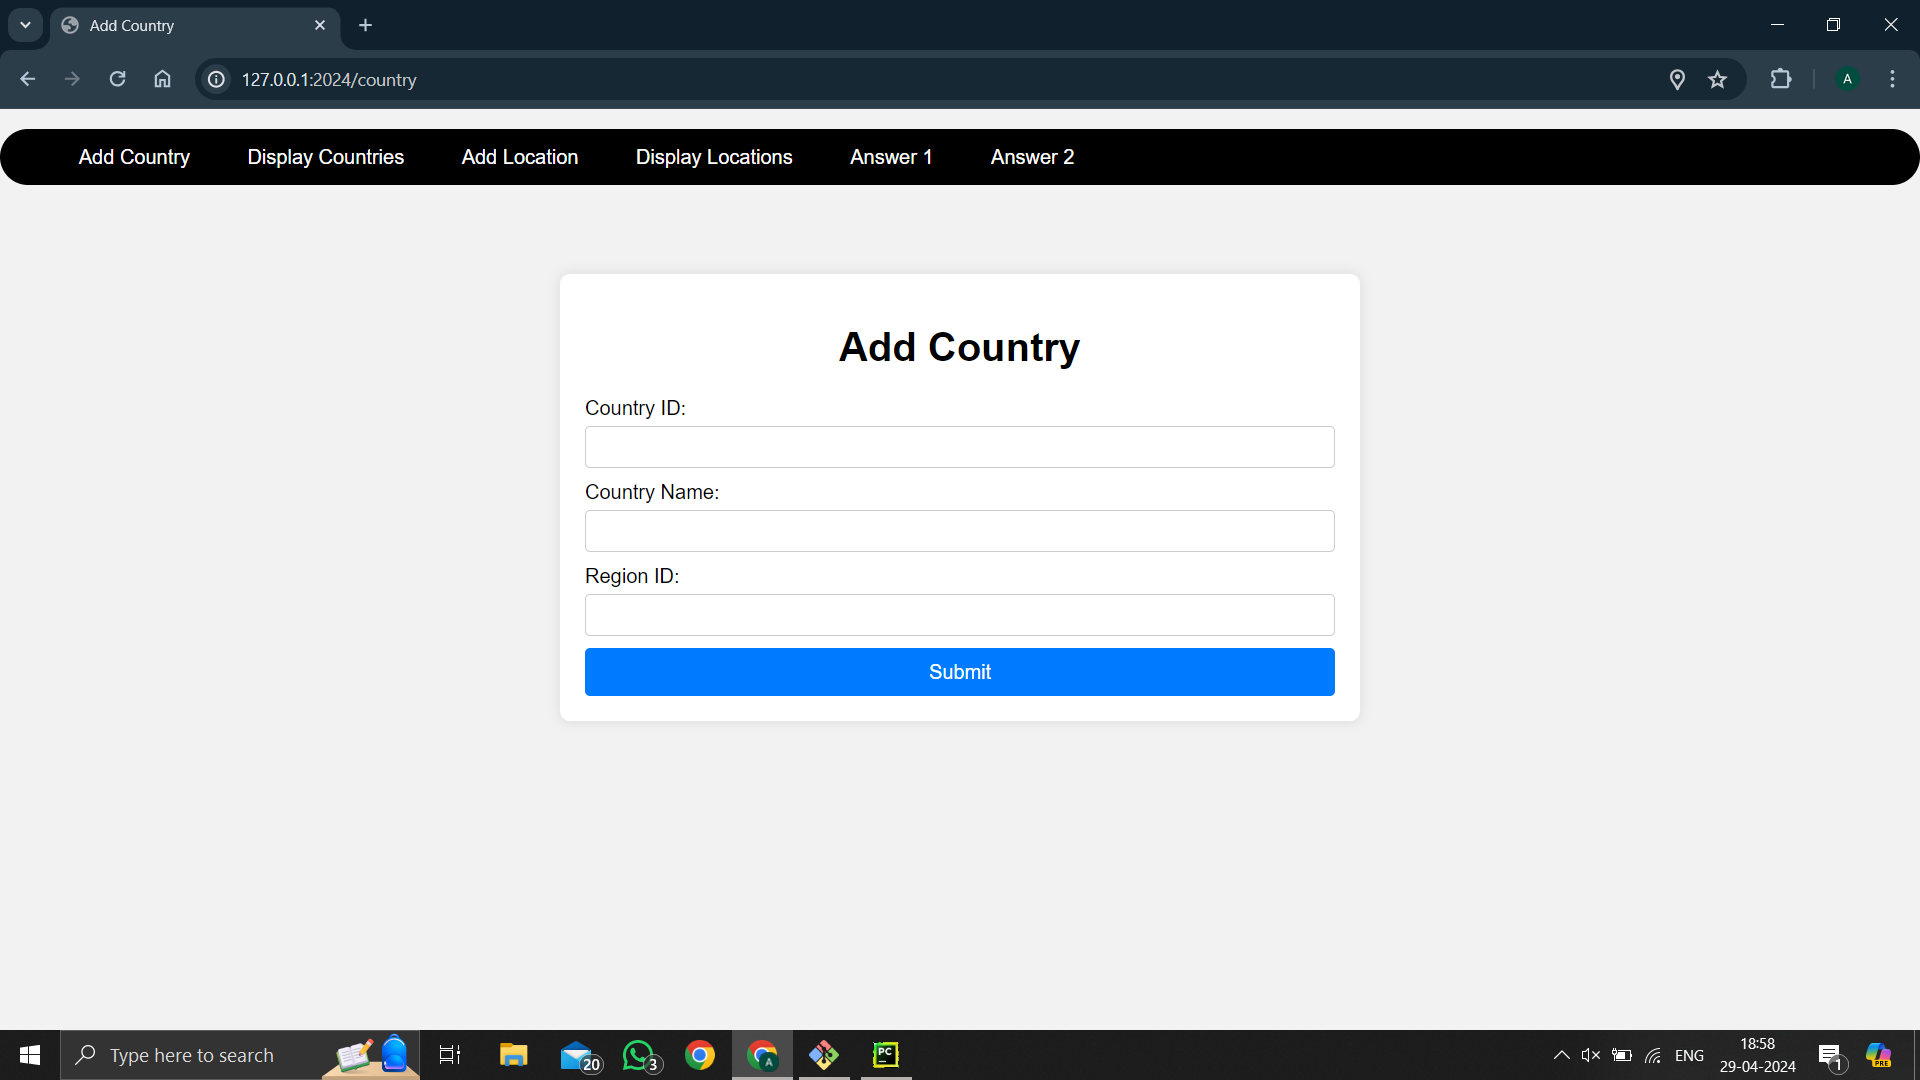 Add Country
127.0.0.1:2024/country
A
Add Country Display Countries Add Location Display Locations Answer 1 Answer 2
Add Country
Country ID:
Country Name:
Region ID:
Submit
Type here to search
20
3
A
PC
ENG
18:58
29-04-2024
1
PRE